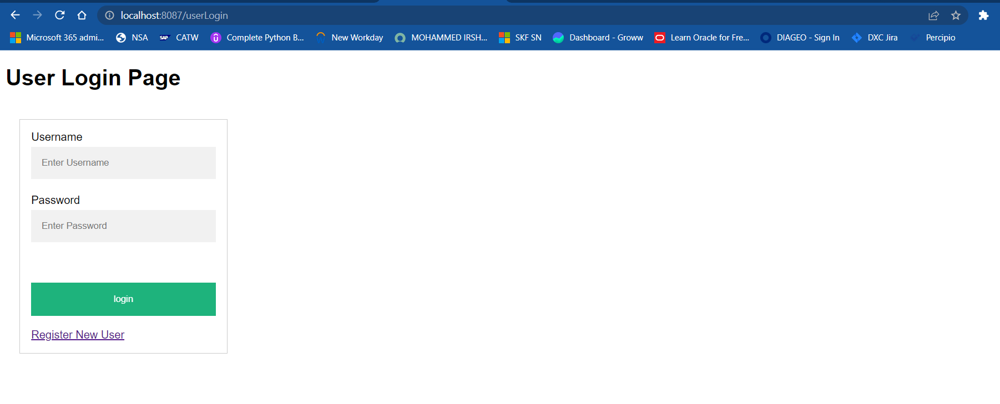 localhost:8087/userLogin
Microsoft 365 admi... NSA SAP CATW Complete Python B... New Workday MOHAMMED IRSH... SKF SN Dashboard - Groww Learn Oracle for Fre... DIAGEO - Sign In DXC Jira Percipio
User Login Page
Username
Enter Username
Password
Enter Password
login
Register New User